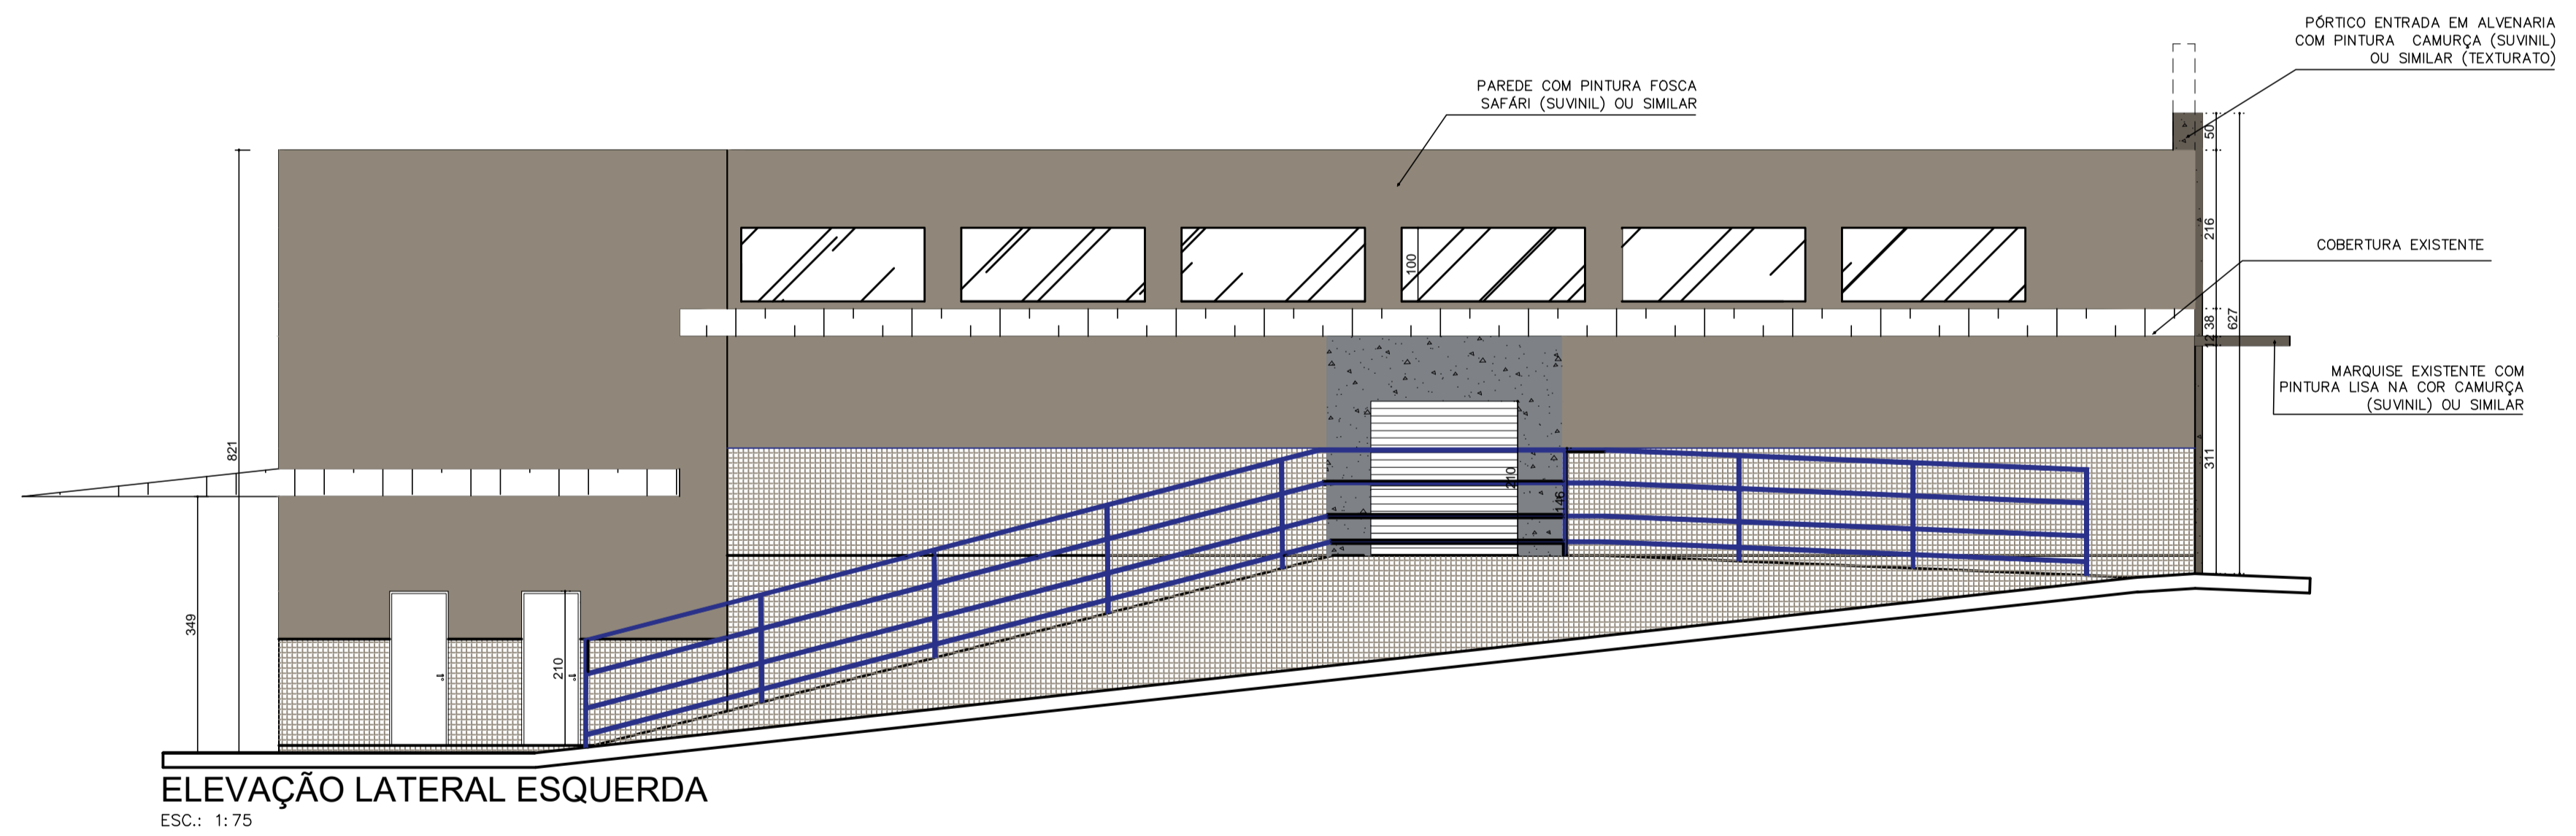 PÓRTICO ENTRADA EM ALVENARIA
COM PINTURA CAMURÇA (SUVINIL)
OU SIMILAR (TEXTURATO)
PAREDE COM PINTURA FOSCA
SAFÁRI (SUVINIL) OU SIMILAR
50
216
COBERTURA EXISTENTE
100
38
627
12
MARQUISE EXISTENTE COM
PINTURA LISA NA COR CAMURÇA
(SUVINIL) OU SIMILAR
821
311
210
146
349
210
ELEVAÇÃO LATERAL ESQUERDA
ESC.: 1:75